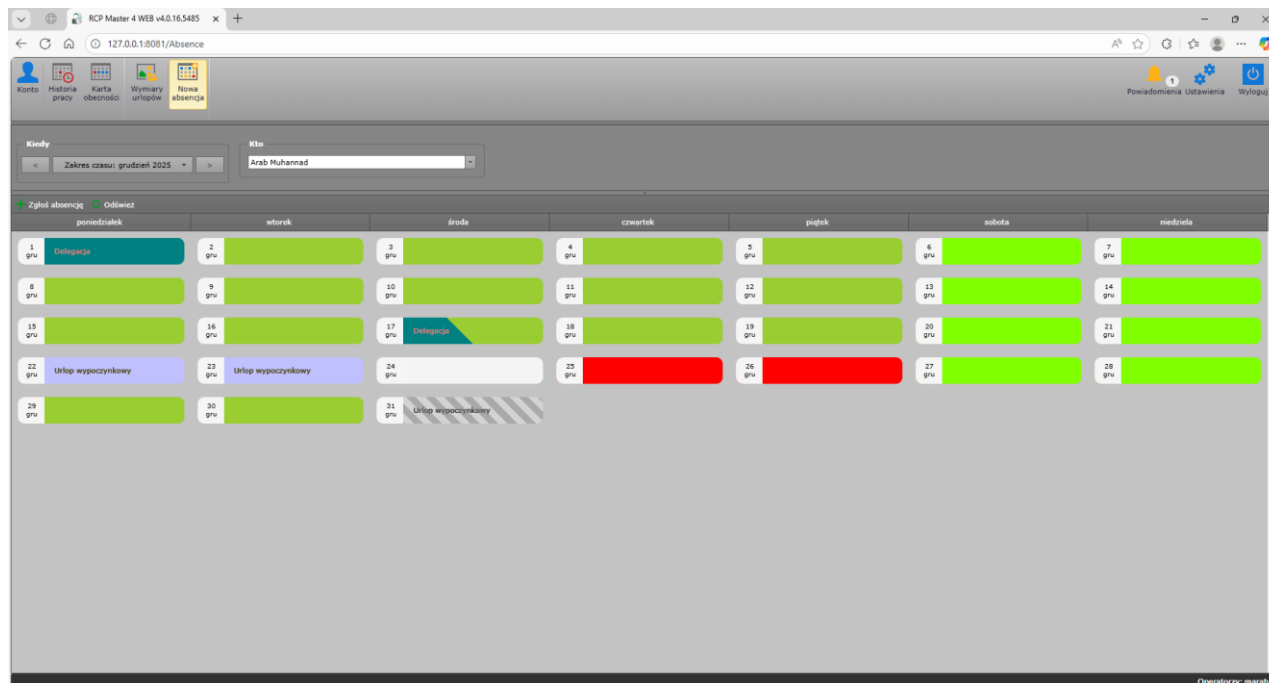 RCP Master 4 WEB v4.0.16.5485
127.0.0.1:8081/Absence
Konto
Historia pracy
Karta obecności
Wymiary urlopów
Nowa absencja
1
Powiadomienia
Ustawienia
Wyloguj
Kiedy
Kto
< Zakres czasu: grudzień 2025 >
Arab Muhannad
Zgłoś absencję Odśwież
poniedziałek wtorek środa czwartek piątek sobota niedziela
1 gru Delegacja 2 gru 3 gru 4 gru 5 gru 6 gru 7 gru
8 gru 9 gru 10 gru 11 gru 12 gru 13 gru 14 gru
15 gru 16 gru 17 gru Delegacja 18 gru 19 gru 20 gru 21 gru
22 gru Urlop wypoczynkowy 23 gru Urlop wypoczynkowy 24 gru 25 gru 26 gru 27 gru 28 gru
29 gru 30 gru 31 gru Urlop wypoczynkowy
Operatorzy: marab